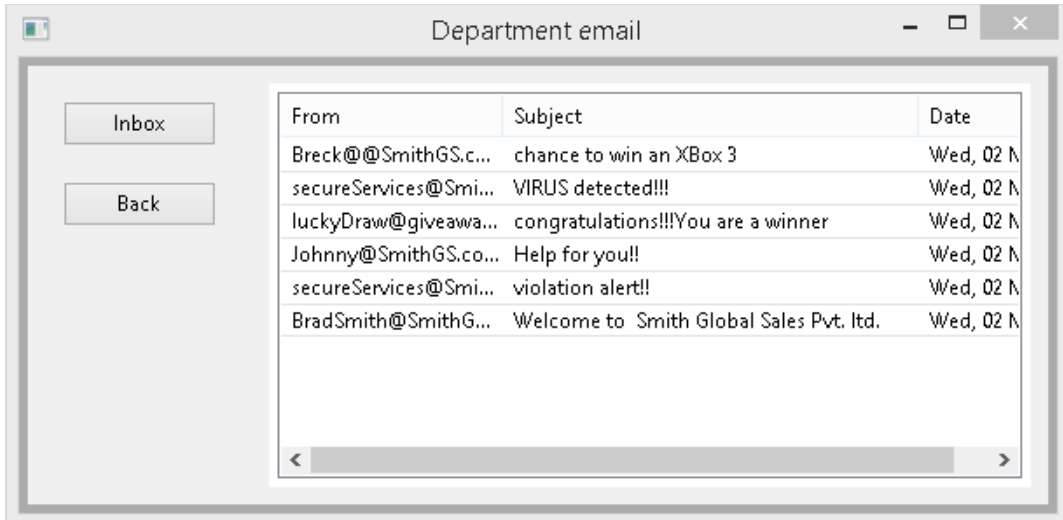 Department email
Inbox
Back
From Subject Date
Breck@@SmithGS.c... chance to win an XBox 3 Wed, 02 N
secureServices@Smi... VIRUS detected!!! Wed, 02 N
luckyDraw@giveawa... congratulations!!!You are a winner Wed, 02 N
Johnny@SmithGS.co... Help for you!! Wed, 02 N
secureServices@Smi... violation alert!! Wed, 02 N
BradSmith@SmithG... Welcome to  Smith Global Sales Pvt. ltd. Wed, 02 N